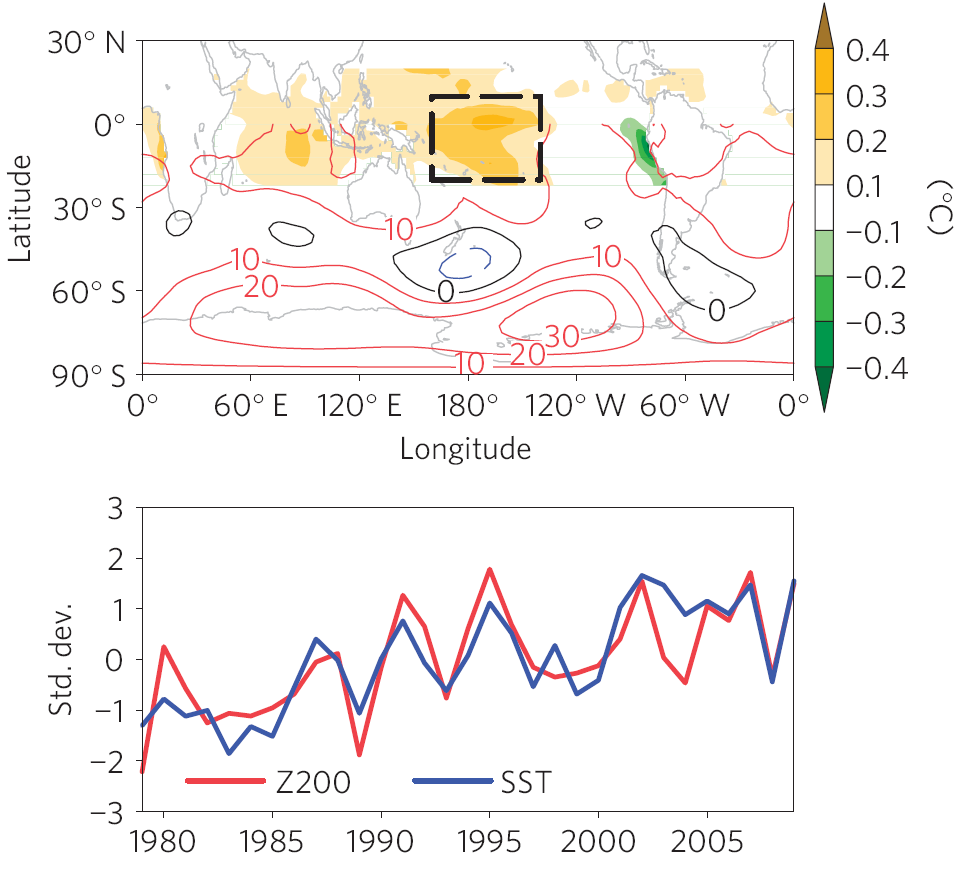 30° N
0°
30° S
60° S
90° S
Latitude
10
10
20
0
10
30
20
10
0
0°
60° E
120° E
180°
120° W
60° W
0°
Longitude
0.4
0.3
0.2
0.1
−0.1
−0.2
−0.3
−0.4
(°C)
3
2
1
0
−1
−2
−3
Std. dev.
Z200
SST
1980
1985
1990
1995
2000
2005